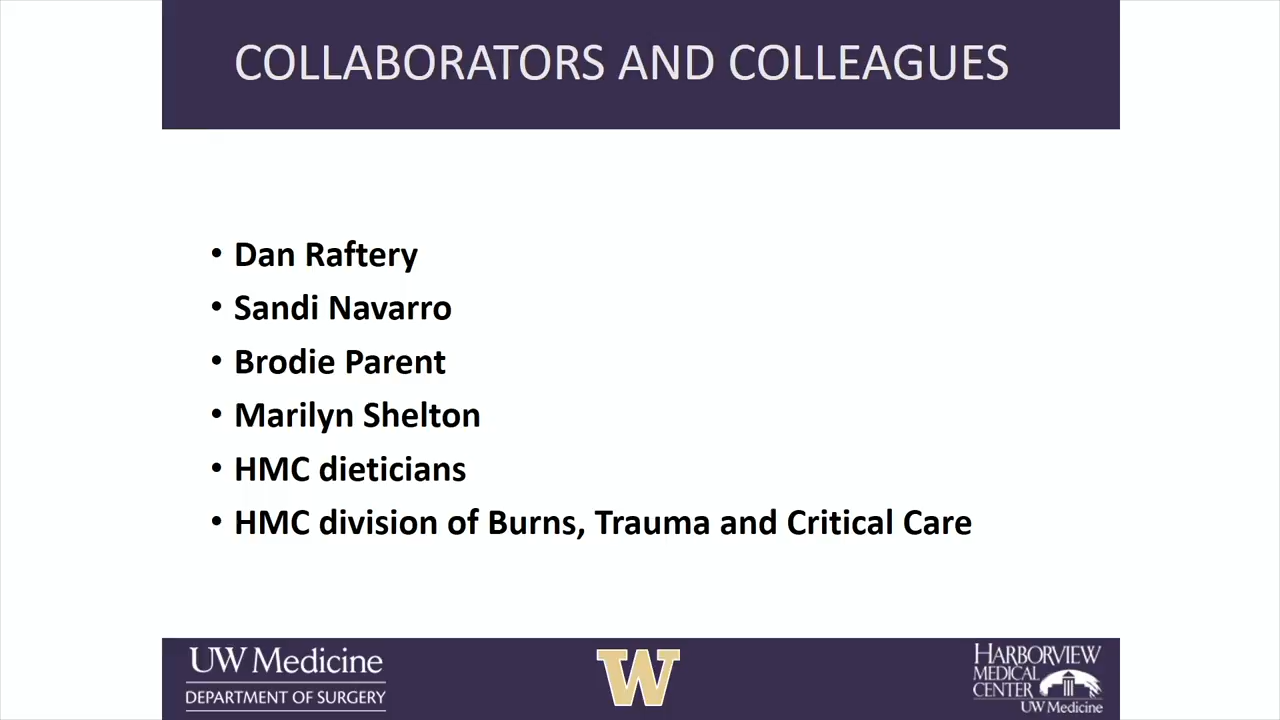 COLLABORATORS AND COLLEAGUES
• Dan Raftery
• Sandi Navarro
• Brodie Parent
• Marilyn Shelton
• HMC dieticians
• HMC division of Burns, Trauma and Critical Care
UW Medicine
DEPARTMENT OF SURGERY
W
HARBORVIEW
MEDICAL
CENTER
UW Medicine